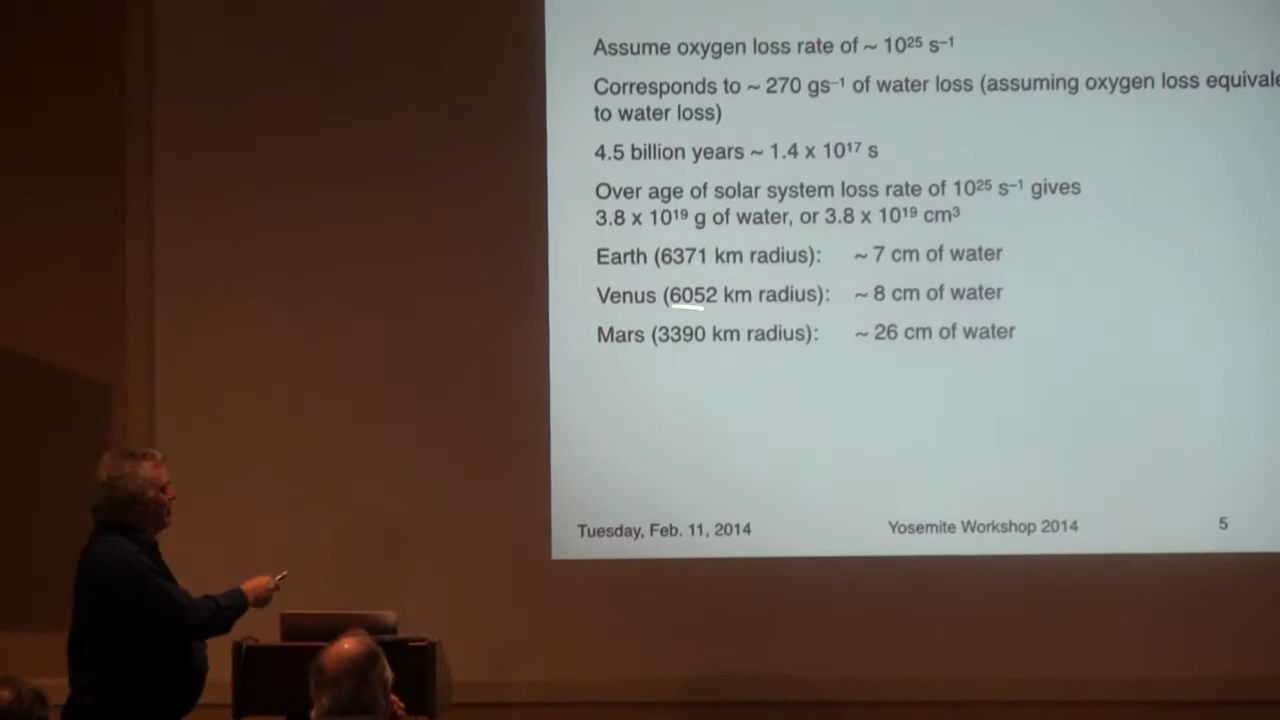 Assume oxygen loss rate of ~ 10²⁵ s⁻¹
Corresponds to ~ 270 gs⁻¹ of water loss (assuming oxygen loss equivale
to water loss)
4.5 billion years ~ 1.4 x 10¹⁷ s
Over age of solar system loss rate of 10²⁵ s⁻¹ gives
3.8 x 10¹⁹ g of water, or 3.8 x 10¹⁹ cm³
Earth (6371 km radius): ~ 7 cm of water
Venus (6052 km radius): ~ 8 cm of water
Mars (3390 km radius): ~ 26 cm of water
Tuesday, Feb. 11, 2014 Yosemite Workshop 2014 5